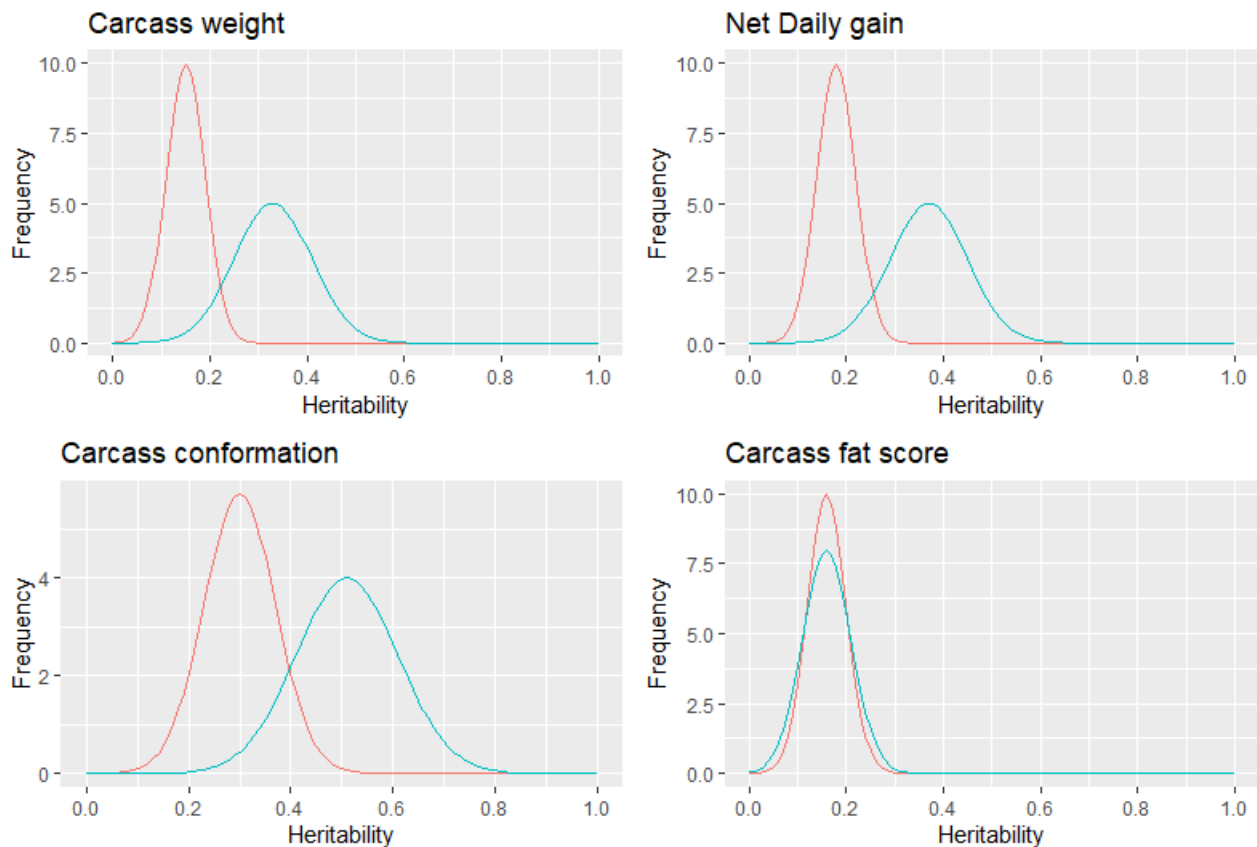 Carcass weight
10.0
7.5
5.0
2.5
0.0
Frequency
0.0 0.2 0.4 0.6 0.8 1.0
Heritability
Net Daily gain
10.0
7.5
5.0
2.5
0.0
Frequency
0.0 0.2 0.4 0.6 0.8 1.0
Heritability
Carcass conformation
4
2
0
Frequency
0.0 0.2 0.4 0.6 0.8 1.0
Heritability
Carcass fat score
10.0
7.5
5.0
2.5
0.0
Frequency
0.0 0.2 0.4 0.6 0.8 1.0
Heritability